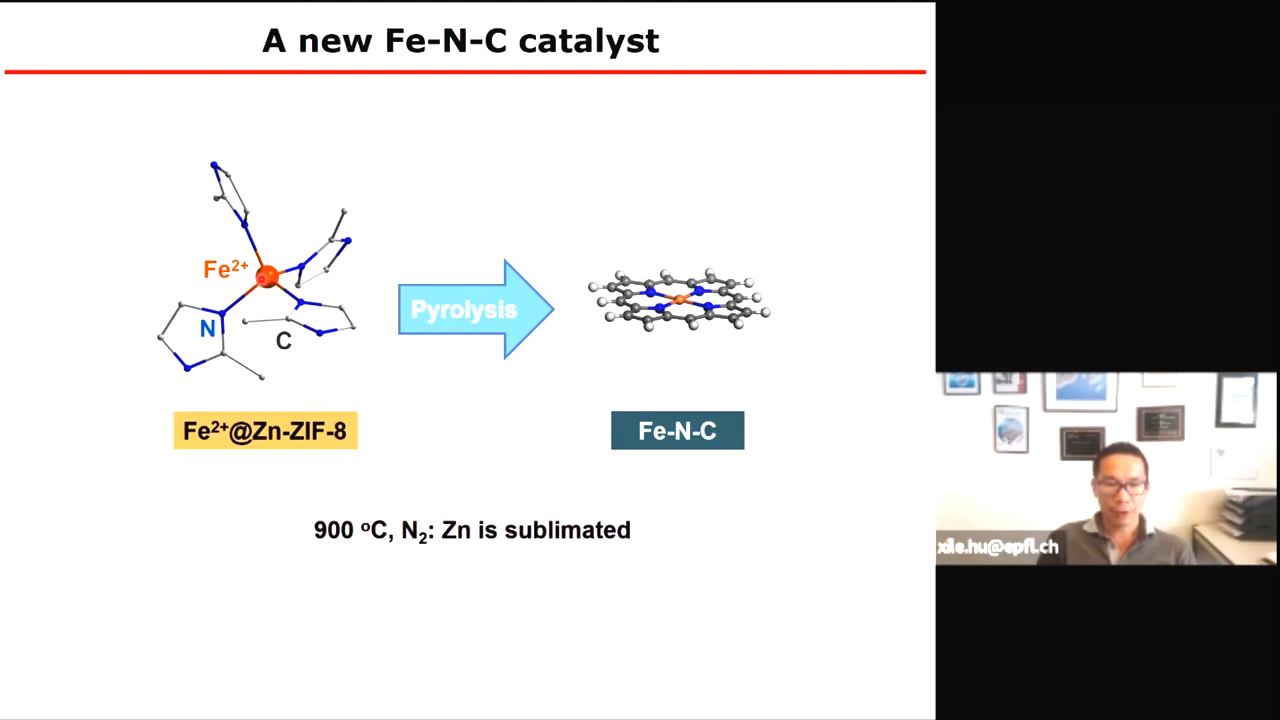 A new Fe-N-C catalyst
Fe²⁺
N
C
Pyrolysis
Fe²⁺@Zn-ZIF-8
Fe-N-C
900 ᵒC, N₂: Zn is sublimated
xile.hu@epfl.ch